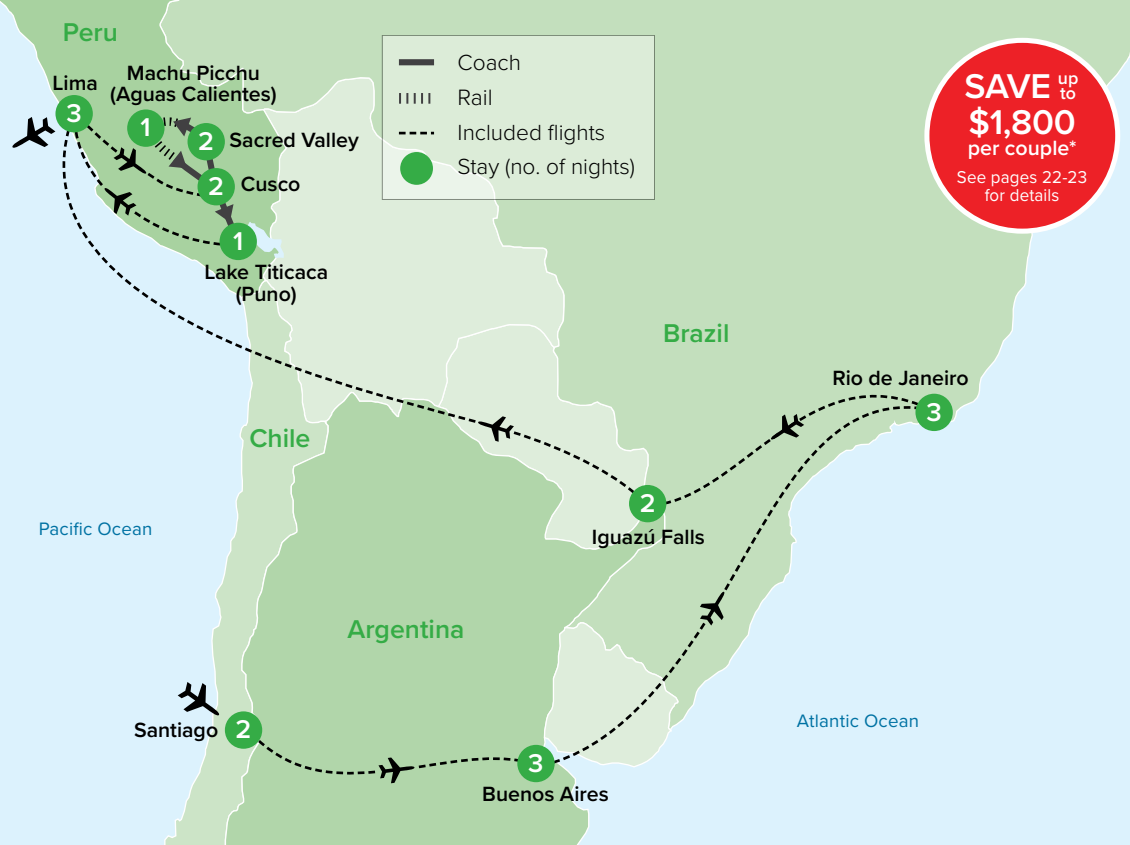 Peru
Lima
3
Machu Picchu
(Aguas Calientes)
1
2
Sacred Valley
2
Cusco
1
Lake Titicaca
(Puno)
Coach
Rail
Included flights
Stay (no. of nights)
SAVE up to
$1,800
per couple*
See pages 22-23
for details
Brazil
Rio de Janeiro
3
Chile
2
Iguazú Falls
Pacific Ocean
Argentina
Santiago
2
3
Buenos Aires
Atlantic Ocean